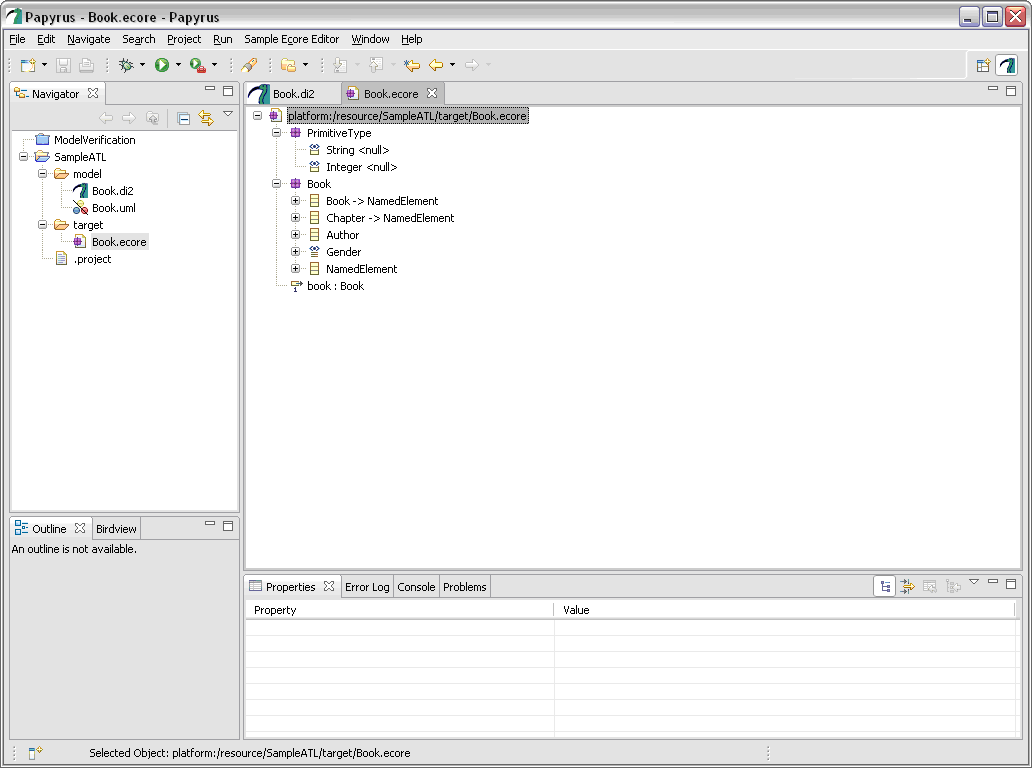 Papyrus - Book.ecore - Papyrus
File Edit Navigate Search Project Run Sample Ecore Editor Window Help
Navigator
ModelVerification
SampleATL
model
Book.di2
Book.uml
target
Book.ecore
.project
Book.di2 Book.ecore
platform:/resource/SampleATL/target/Book.ecore
PrimitiveType
String <null>
Integer <null>
Book
Book -> NamedElement
Chapter -> NamedElement
Author
Gender
NamedElement
book : Book
Outline Birdview
An outline is not available.
Properties Error Log Console Problems
Property Value
Selected Object: platform:/resource/SampleATL/target/Book.ecore